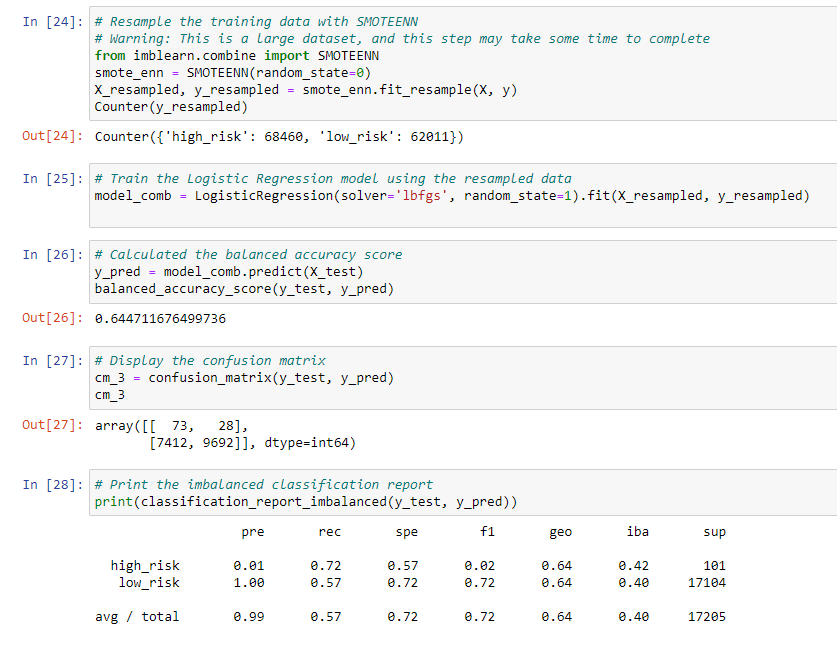 In [24]: # Resample the training data with SMOTEENN
# Warning: This is a large dataset, and this step may take some time to complete
from imblearn.combine import SMOTEENN
smote_enn = SMOTEENN(random_state=0)
X_resampled, y_resampled = smote_enn.fit_resample(X, y)
Counter(y_resampled)
Out[24]: Counter({'high_risk': 68460, 'low_risk': 62011})
In [25]: # Train the Logistic Regression model using the resampled data
model_comb = LogisticRegression(solver='lbfgs', random_state=1).fit(X_resampled, y_resampled)
In [26]: # Calculated the balanced accuracy score
y_pred = model_comb.predict(X_test)
balanced_accuracy_score(y_test, y_pred)
Out[26]: 0.644711676499736
In [27]: # Display the confusion matrix
cm_3 = confusion_matrix(y_test, y_pred)
cm_3
Out[27]: array([[  73,   28],
[7412, 9692]], dtype=int64)
In [28]: # Print the imbalanced classification report
print(classification_report_imbalanced(y_test, y_pred))
pre rec spe f1 geo iba sup
high_risk 0.01 0.72 0.57 0.02 0.64 0.42 101
low_risk 1.00 0.57 0.72 0.72 0.64 0.40 17104
avg / total 0.99 0.57 0.72 0.72 0.64 0.40 17205